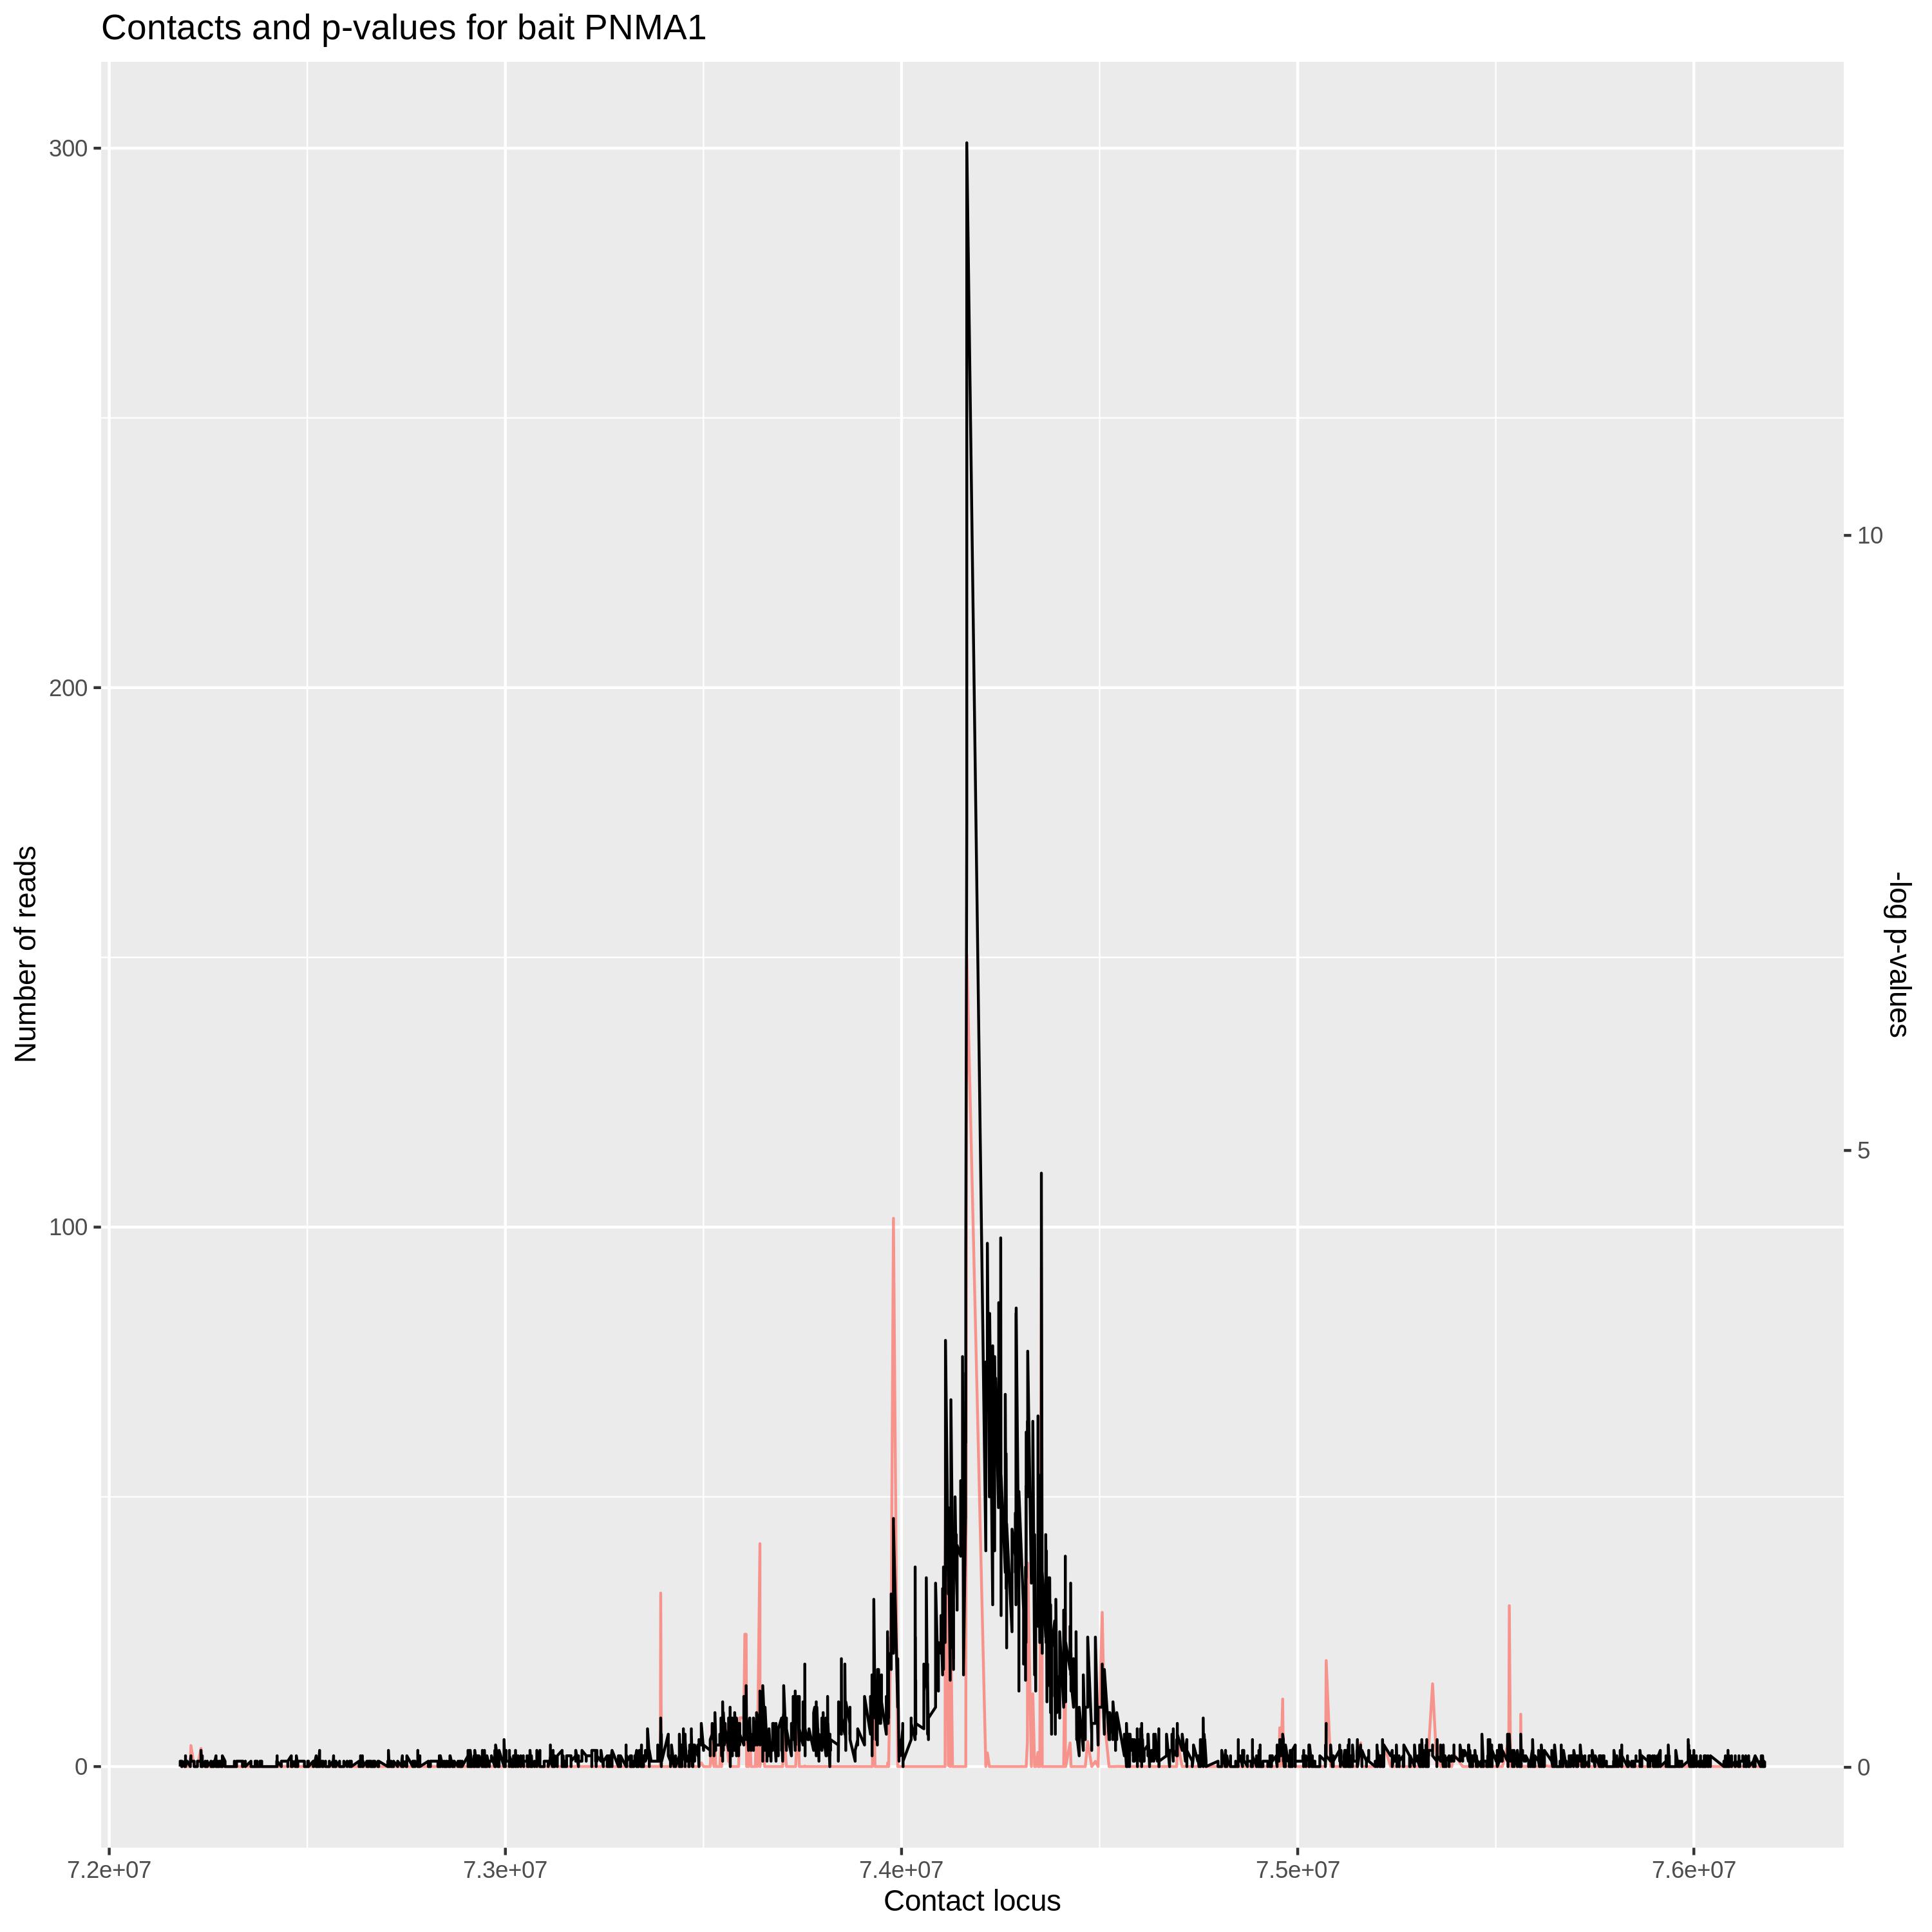 Contacts and p-values for bait PNMA1
300
200
100
0
Number of reads
10
5
0
-log p-values
7.2e+07 7.3e+07 7.4e+07 7.5e+07 7.6e+07
Contact locus